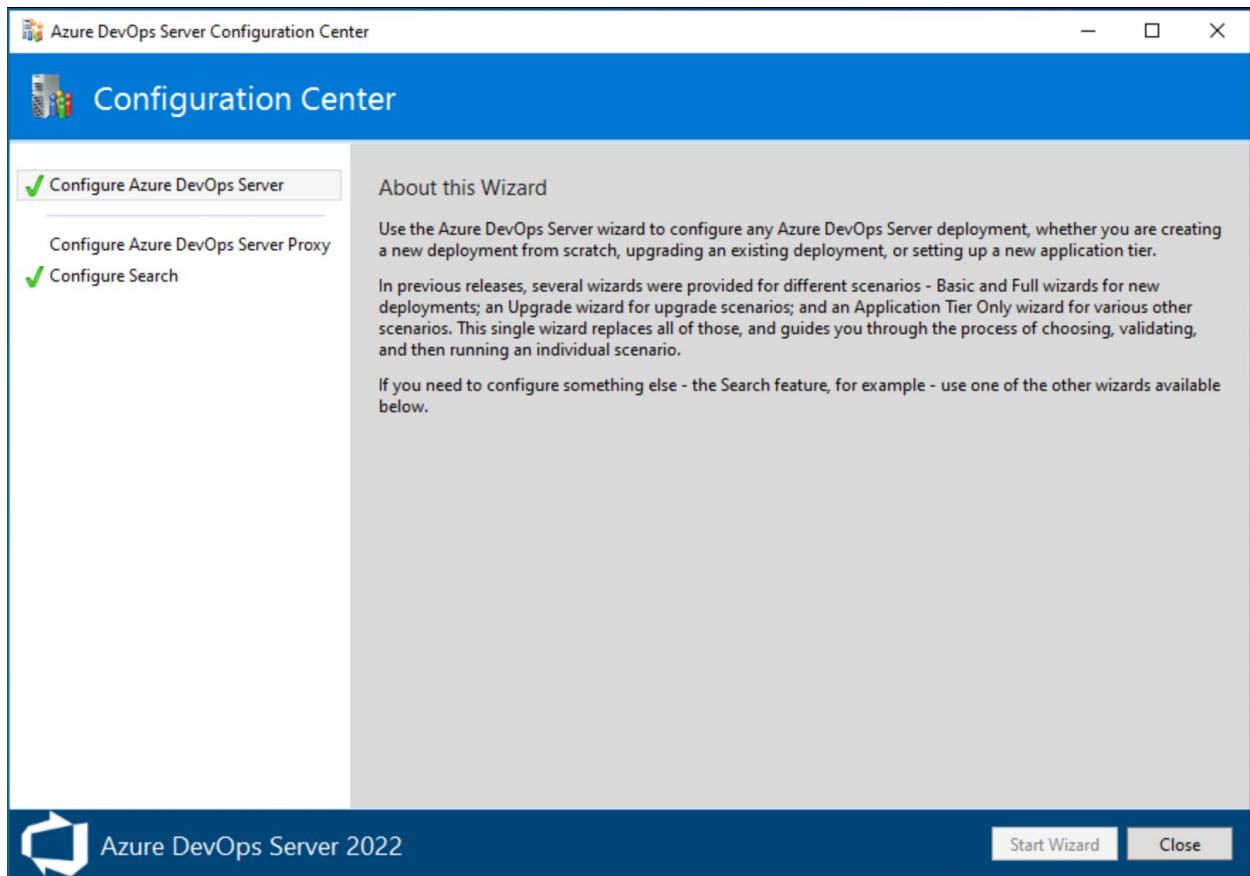 Azure DevOps Server Configuration Center
Configuration Center
Configure Azure DevOps Server
Configure Azure DevOps Server Proxy
Configure Search
About this Wizard
Use the Azure DevOps Server wizard to configure any Azure DevOps Server deployment, whether you are creating
a new deployment from scratch, upgrading an existing deployment, or setting up a new application tier.
In previous releases, several wizards were provided for different scenarios - Basic and Full wizards for new
deployments; an Upgrade wizard for upgrade scenarios; and an Application Tier Only wizard for various other
scenarios. This single wizard replaces all of those, and guides you through the process of choosing, validating,
and then running an individual scenario.
If you need to configure something else - the Search feature, for example - use one of the other wizards available
below.
Azure DevOps Server 2022
Start Wizard
Close